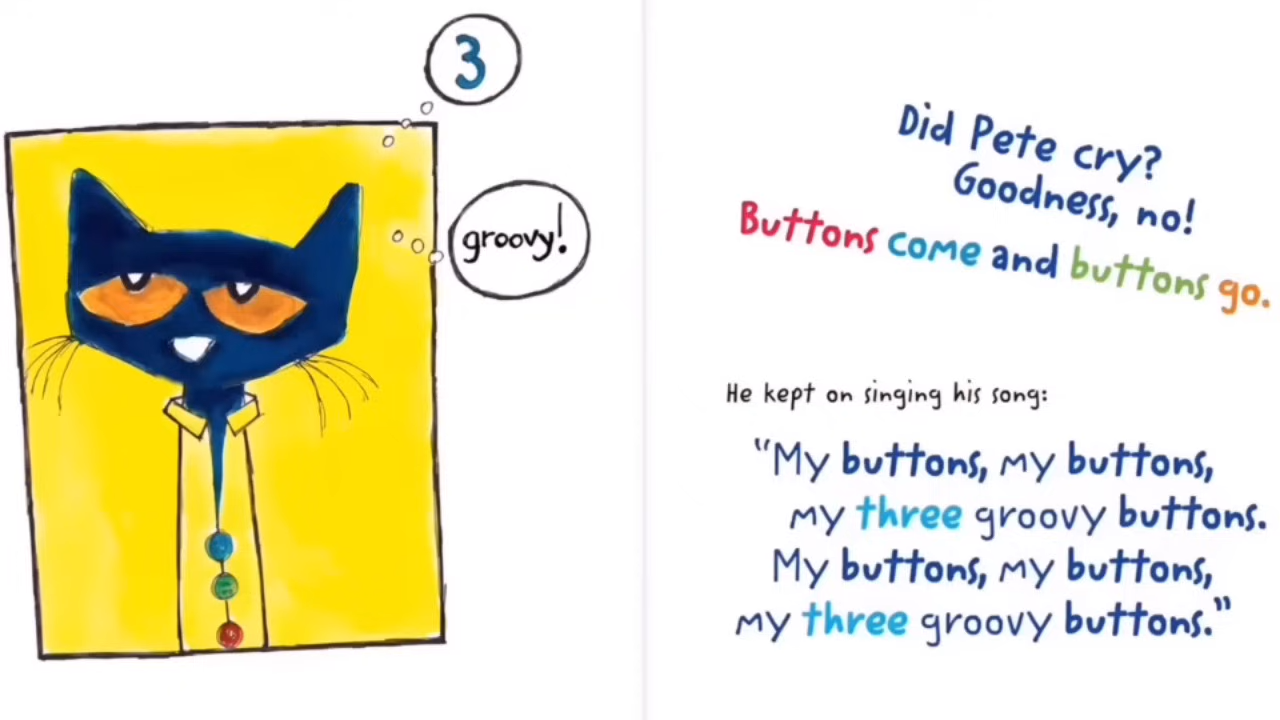 3
groovy!
Did Pete cry?
Goodness, no!
Buttons come and buttons go.
He kept on singing his song:
"My buttons, my buttons,
my three groovy buttons.
My buttons, my buttons,
my three groovy buttons."